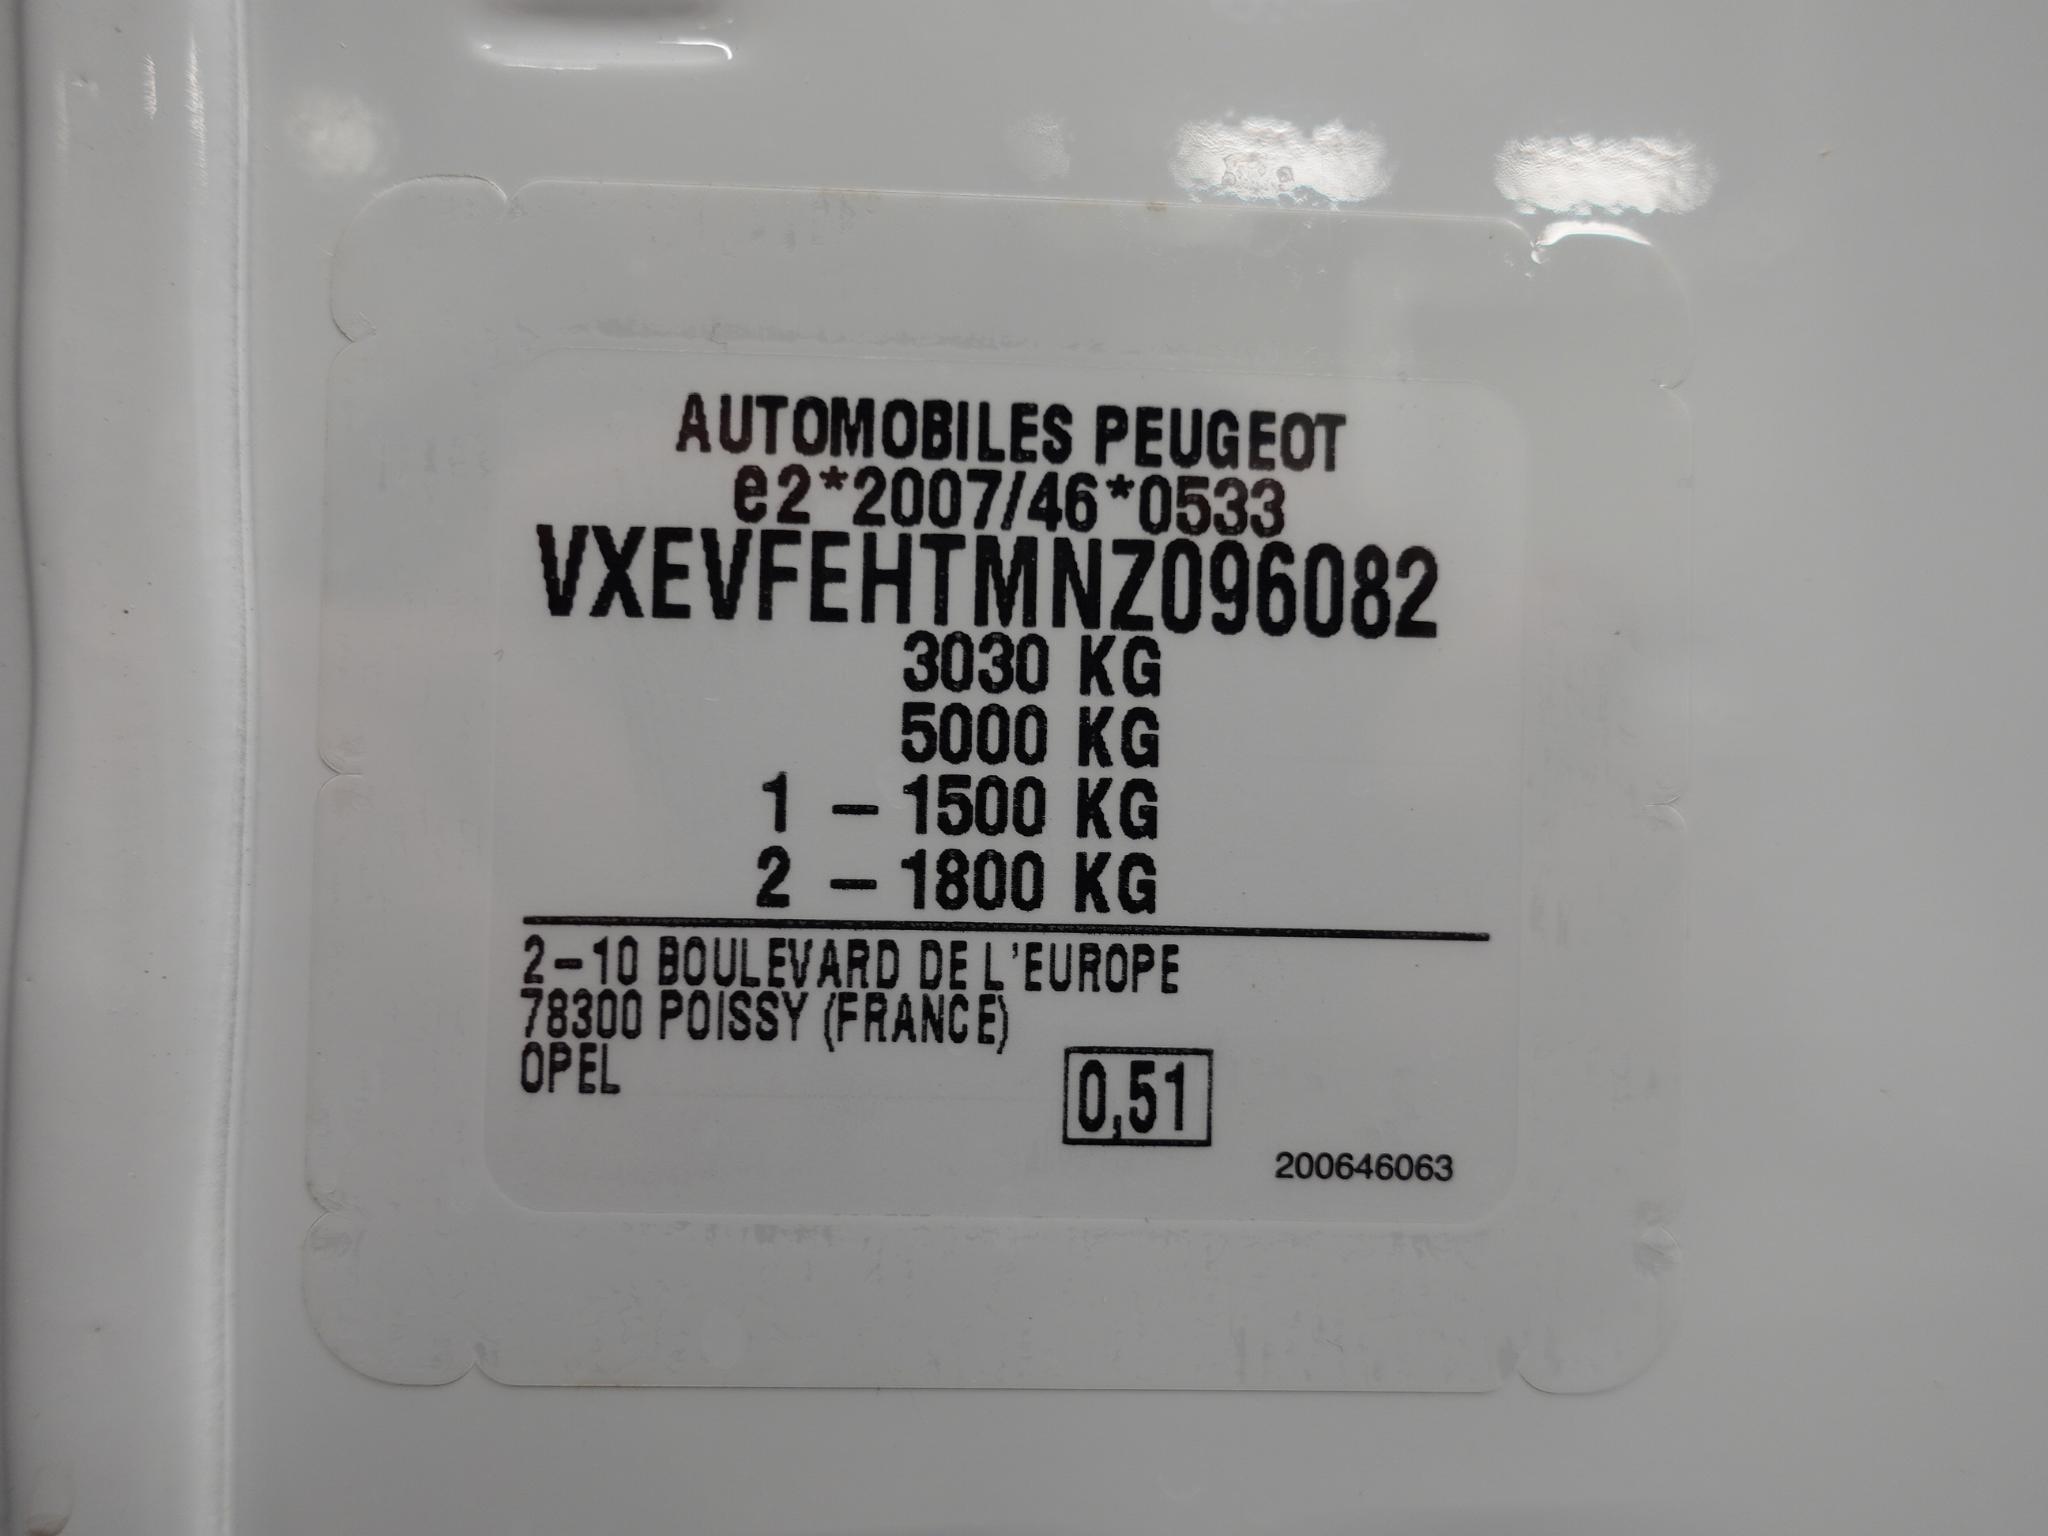 AUTOMOBILES PEUGEOT
e2*2007/46*0533
VXEVFEHTMNZ096082
3030 KG
5000 KG
1 - 1500 KG
2 - 1800 KG
2-10 BOULEVARD DE L'EUROPE
78300 POISSY (FRANCE)
OPEL
0,51
200646063